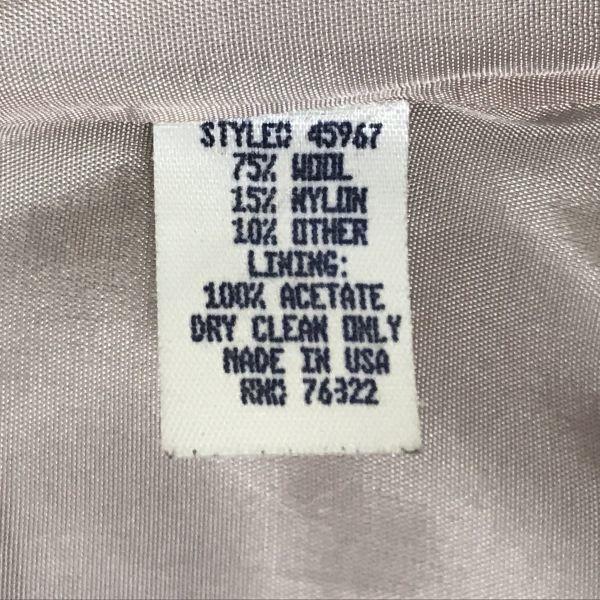 STYLE# 45967
75% WOOL
15% NYLON
10% OTHER
LINING:
100% ACETATE
DRY CLEAN ONLY
MADE IN USA
RN# 76322